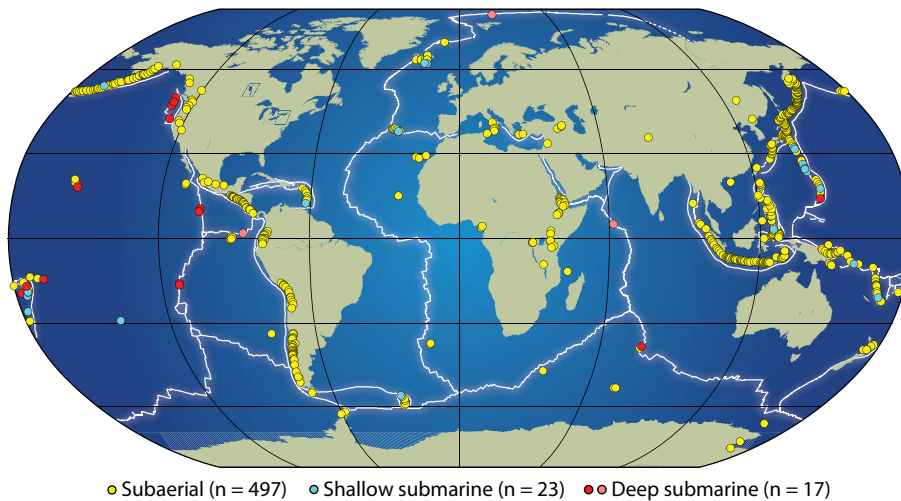 Subaerial (n = 497) Shallow submarine (n = 23) Deep submarine (n = 17)